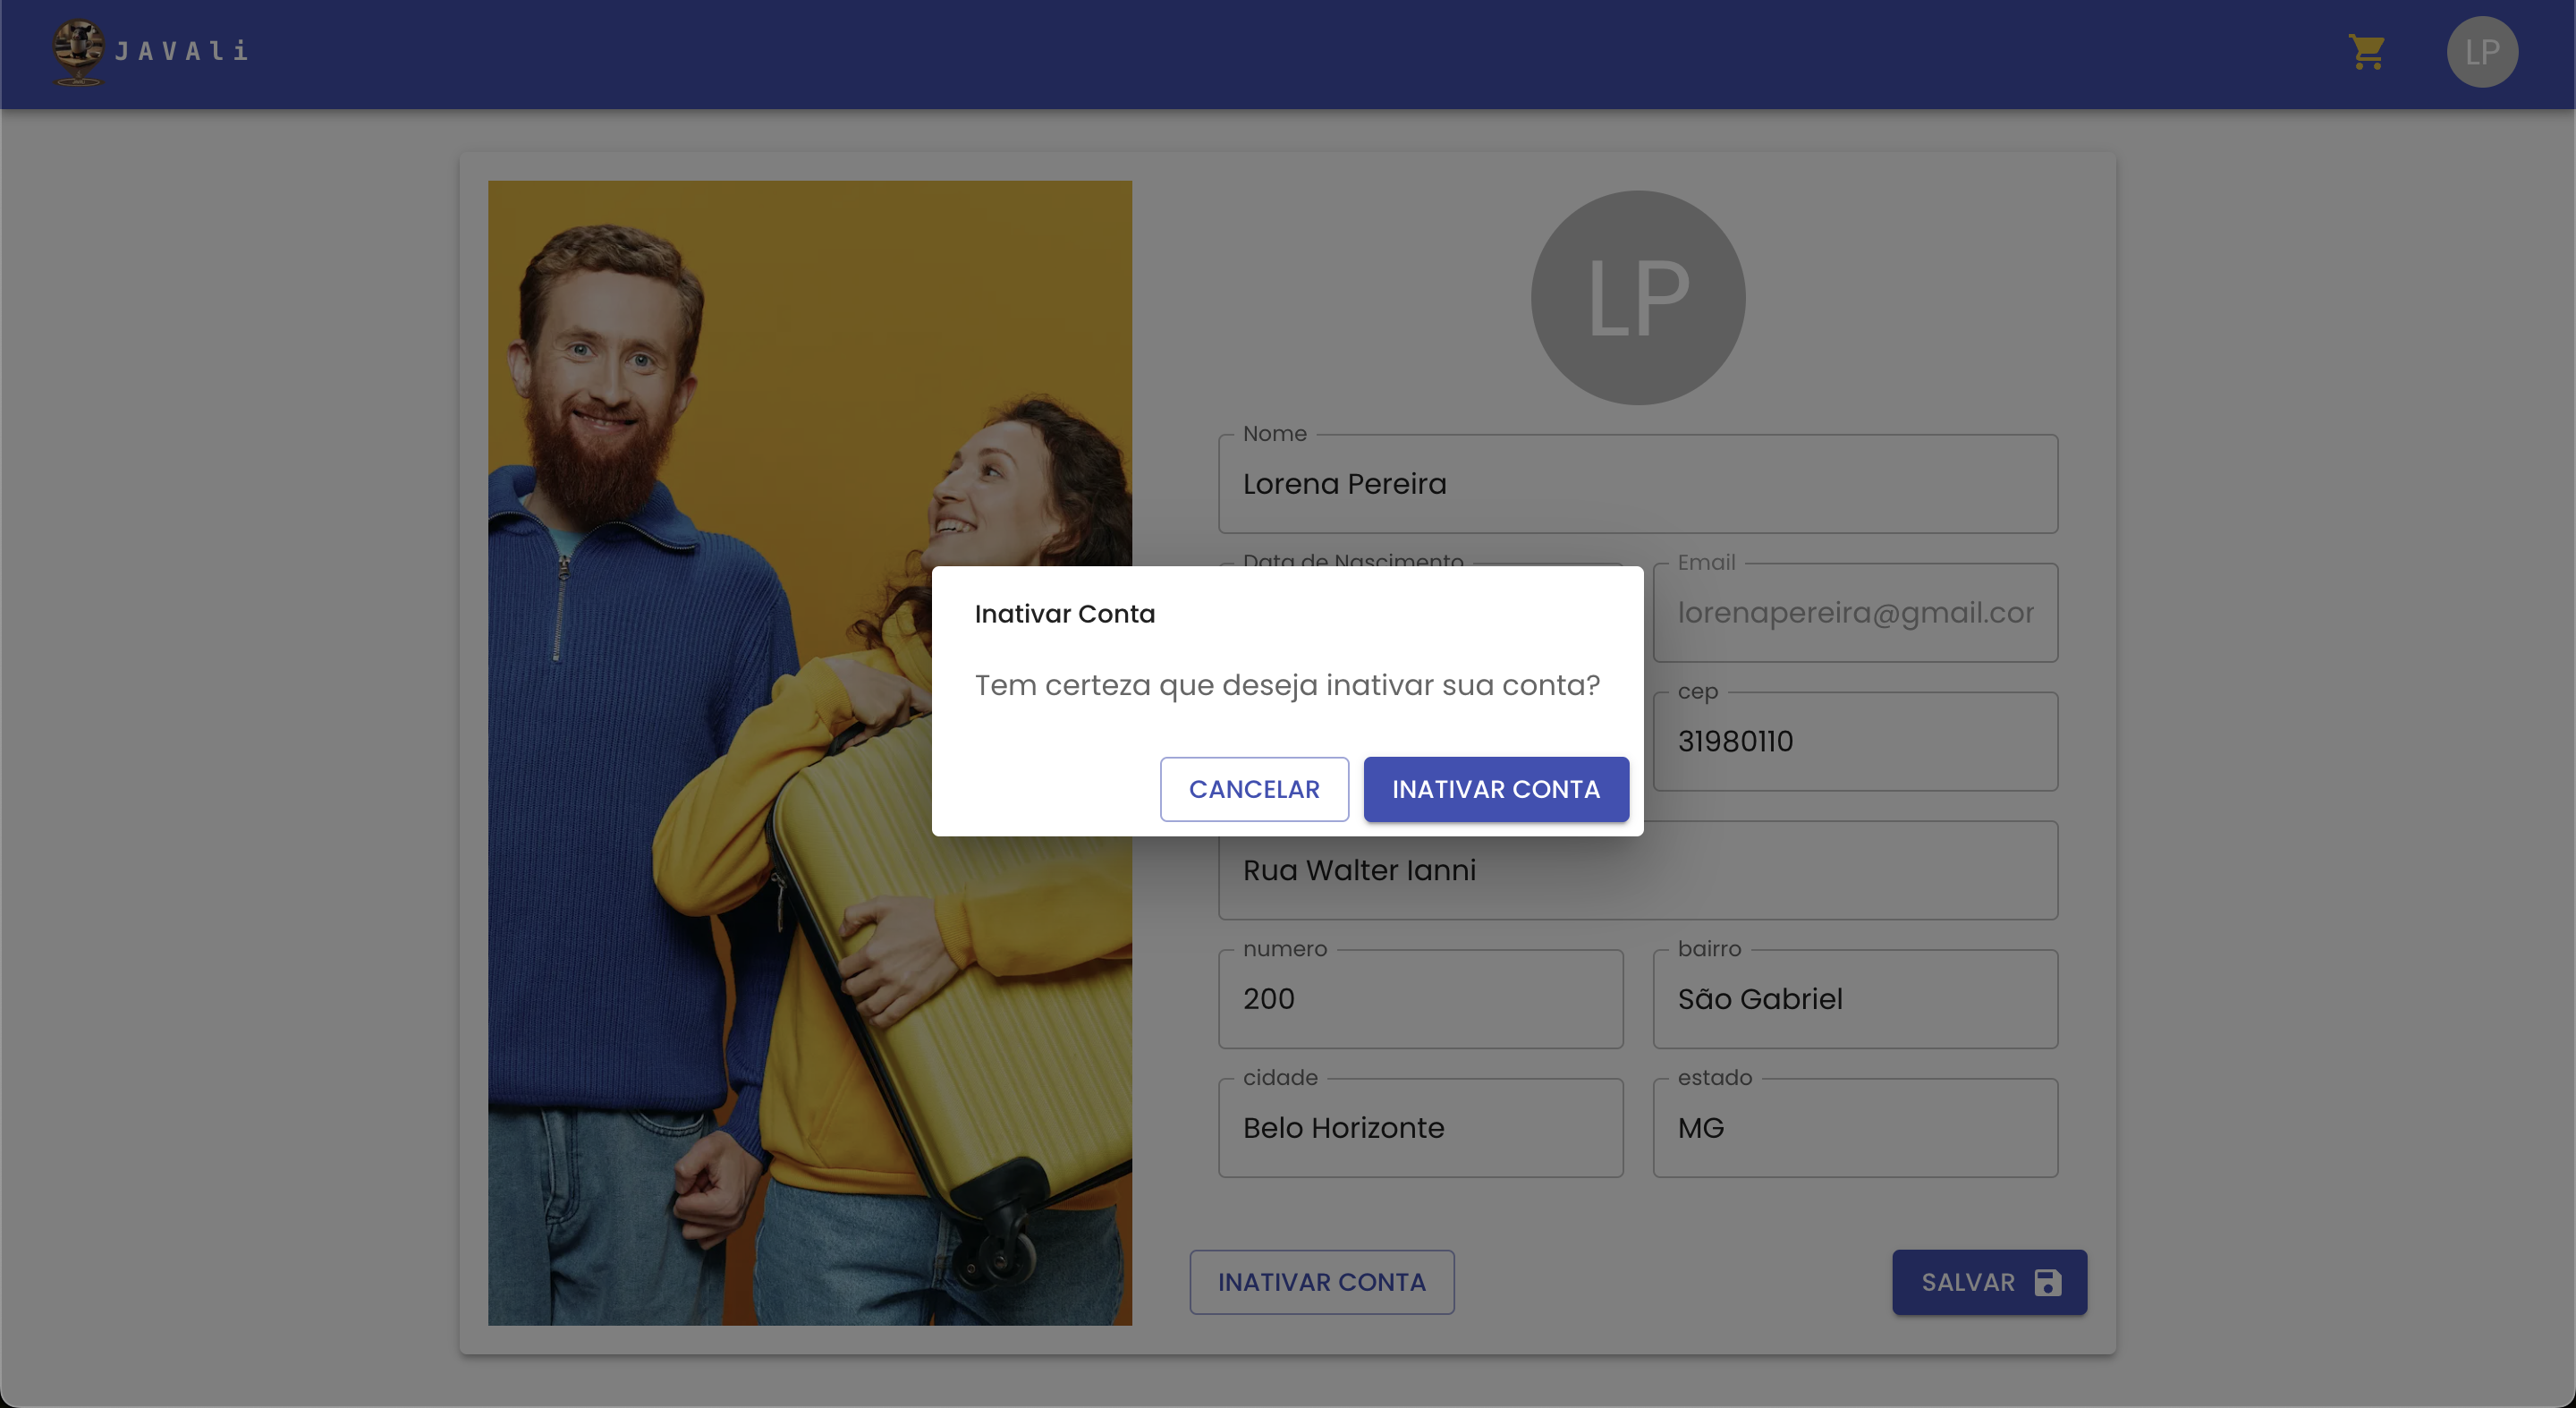 JAVAli
LP
LP
Nome
Lorena Pereira
Data de Nascimento
Email
lorenapereira@gmail.cor
cep
31980110
Inativar Conta
Tem certeza que deseja inativar sua conta?
CANCELAR
INATIVAR CONTA
Rua Walter Ianni
numero
200
bairro
São Gabriel
cidade
Belo Horizonte
estado
MG
INATIVAR CONTA
SALVAR